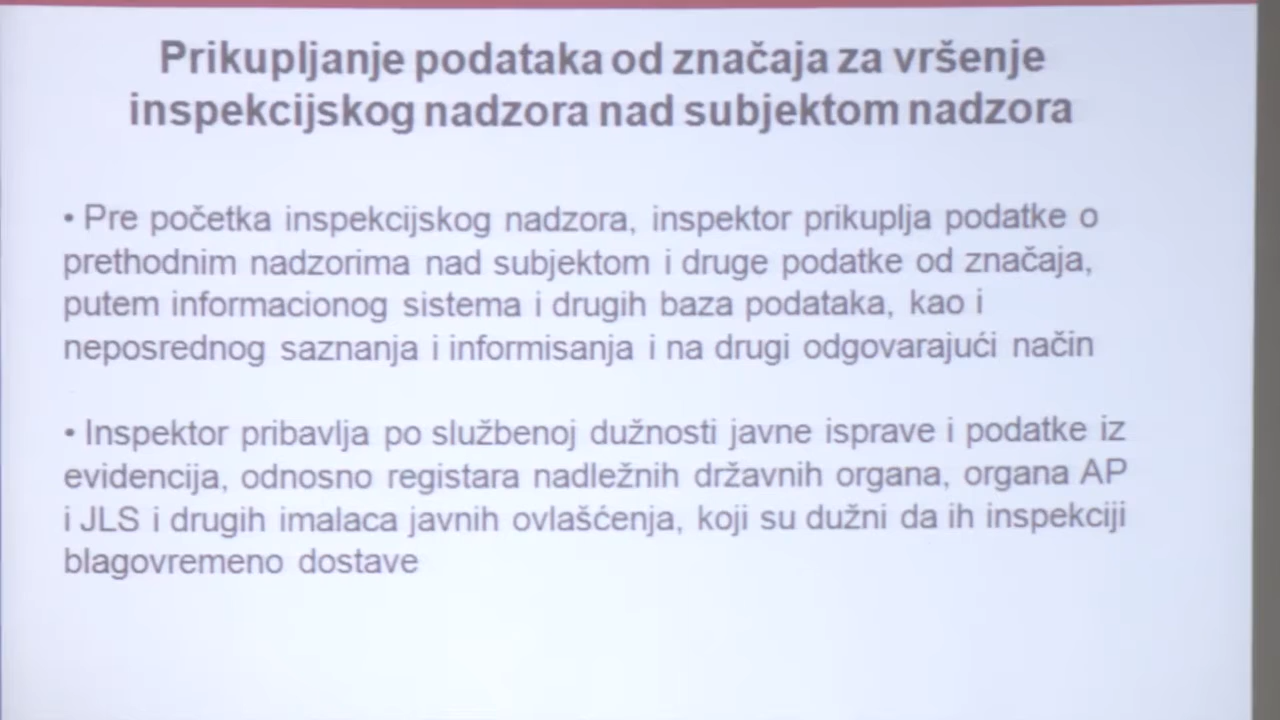 Prikupljanje podataka od značaja za vršenje
inspekcijskog nadzora nad subjektom nadzora
• Pre početka inspekcijskog nadzora, inspektor prikuplja podatke o
prethodnim nadzorima nad subjektom i druge podatke od značaja,
putem informacionog sistema i drugih baza podataka, kao i
neposrednog saznanja i informisanja i na drugi odgovarajući način
• Inspektor pribavlja po službenoj dužnosti javne isprave i podatke iz
evidencija, odnosno registara nadležnih državnih organa, organa AP
i JLS i drugih imalaca javnih ovlašćenja, koji su dužni da ih inspekciji
blagovremeno dostave